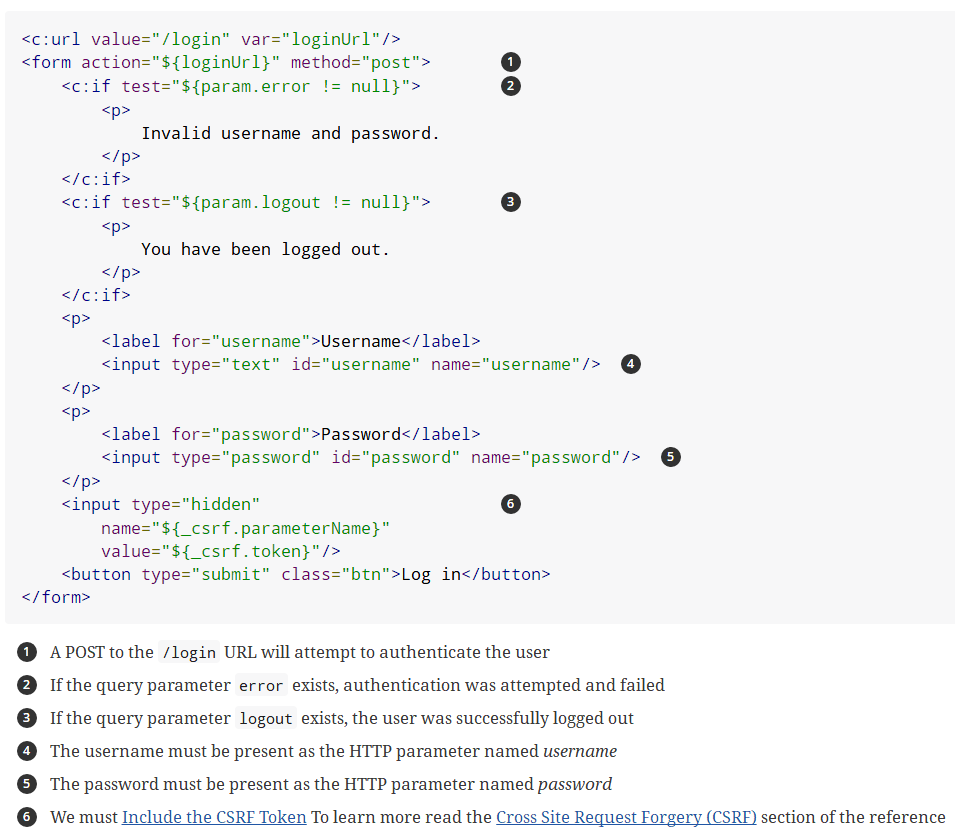 <c:url value="/login" var="loginUrl"/>
<form action="${loginUrl}" method="post"> 1
    <c:if test="${param.error != null}"> 2
        <p>
            Invalid username and password.
        </p>
    </c:if>
    <c:if test="${param.logout != null}"> 3
        <p>
            You have been logged out.
        </p>
    </c:if>
    <p>
        <label for="username">Username</label>
        <input type="text" id="username" name="username"/> 4
    </p>
    <p>
        <label for="password">Password</label>
        <input type="password" id="password" name="password"/> 5
    </p>
    <input type="hidden" 6
        name="${_csrf.parameterName}"
        value="${_csrf.token}"/>
    <button type="submit" class="btn">Log in</button>
</form>
1 A POST to the /login URL will attempt to authenticate the user
2 If the query parameter error exists, authentication was attempted and failed
3 If the query parameter logout exists, the user was successfully logged out
4 The username must be present as the HTTP parameter named username
5 The password must be present as the HTTP parameter named password
6 We must Include the CSRF Token To learn more read the Cross Site Request Forgery (CSRF) section of the reference